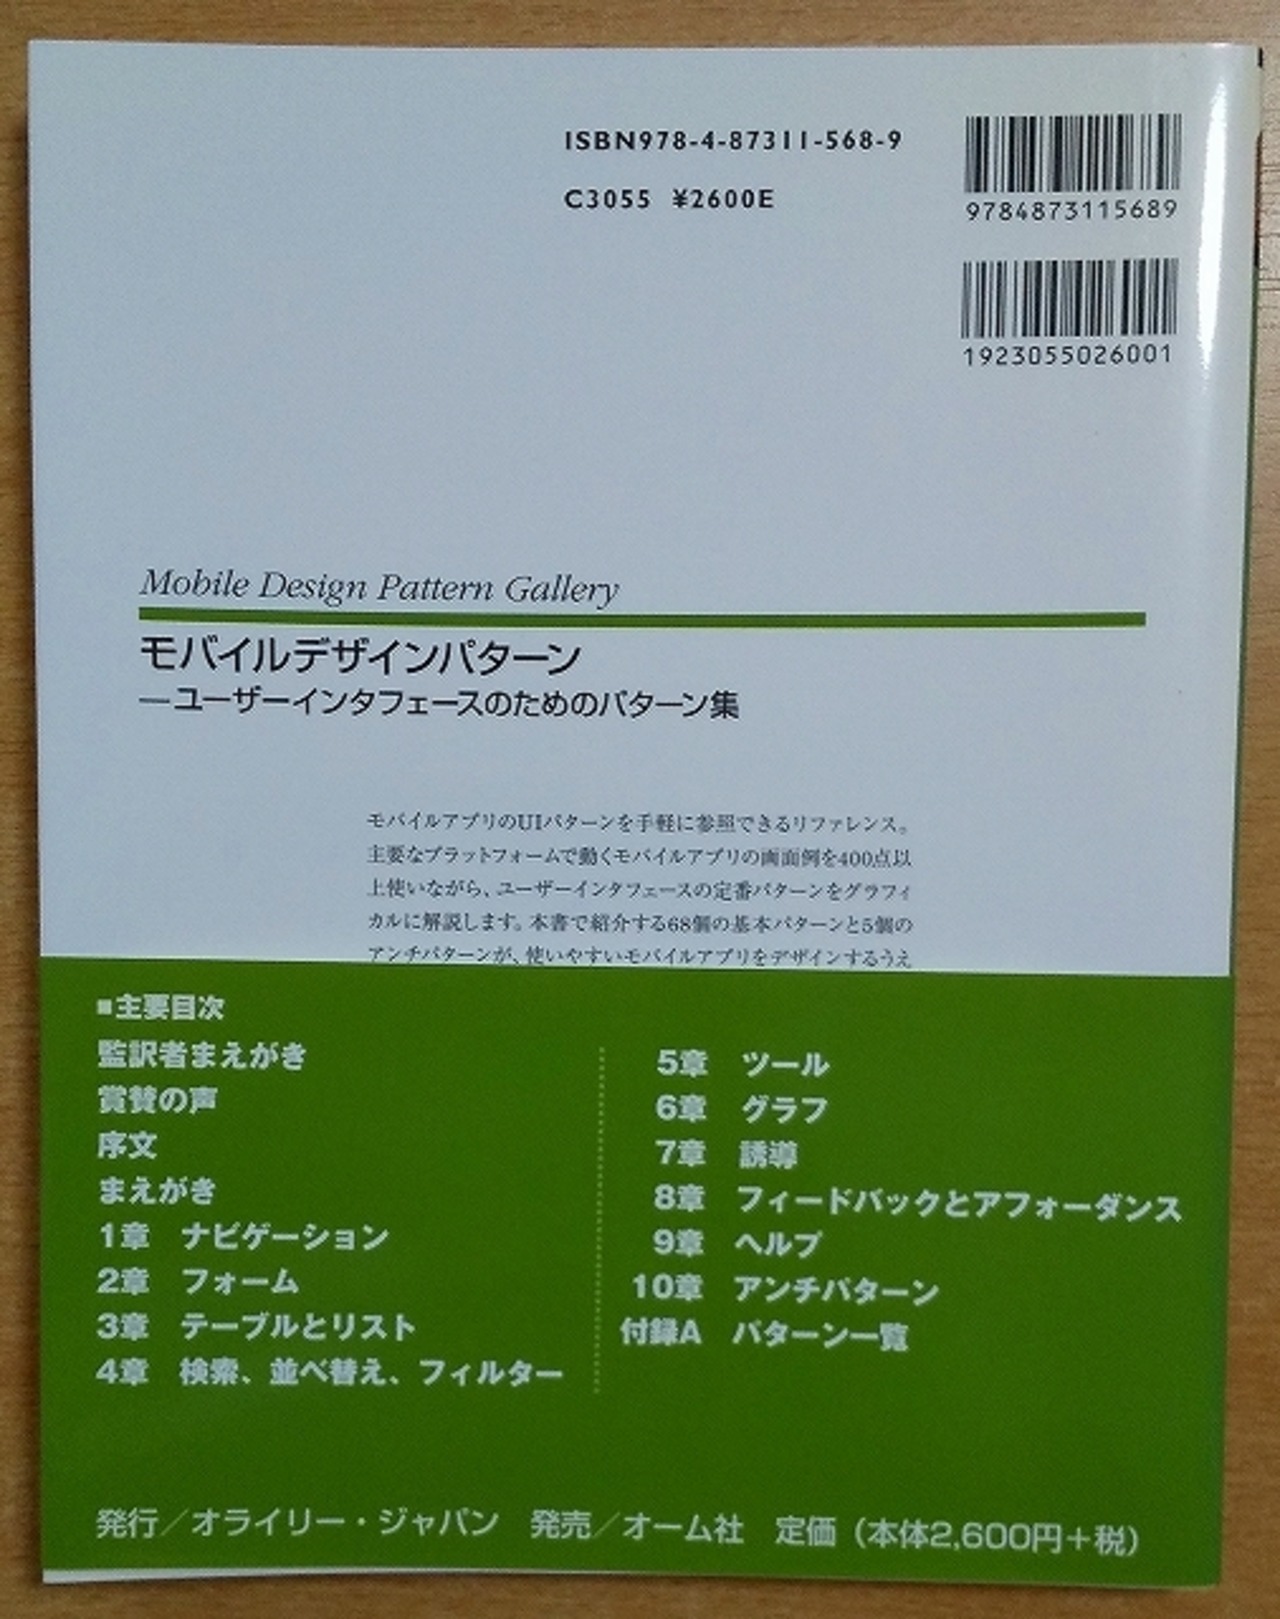 ISBN978-4-87311-568-9
C3055 ¥2600E
9784873115689
1923055026001
Mobile Design Pattern Gallery
モバイルデザインパターン
―ユーザーインタフェースのためのパターン集
モバイルアプリのUIパターンを手軽に参照できるリファレンス。
主要なプラットフォームで動くモバイルアプリの画面例を400点以
上使いながら、ユーザーインタフェースの定番パターンをグラフィ
カルに解説します。本書で紹介する68個の基本パターンと5個の
アンチパターンが、使いやすいモバイルアプリをデザインするうえ
■主要目次
監訳者まえがき
賞賛の声
序文
まえがき
1章 ナビゲーション
2章 フォーム
3章 テーブルとリスト
4章 検索、並べ替え、フィルター
5章 ツール
6章 グラフ
7章 誘導
8章 フィードバックとアフォーダンス
9章 ヘルプ
10章 アンチパターン
付録A パターン一覧
発行／オライリー・ジャパン 発売／オーム社 定価（本体2,600円＋税）